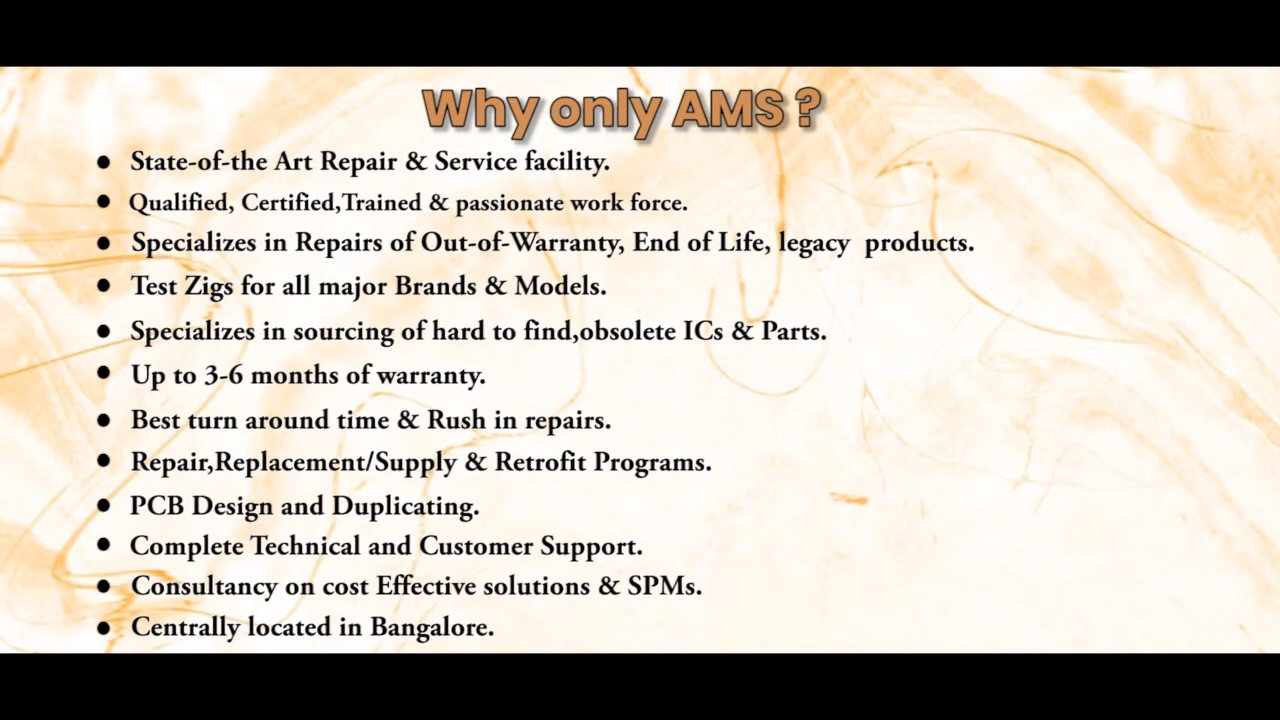 Why only AMS ?
• State-of-the Art Repair & Service facility.
• Qualified, Certified,Trained & passionate work force.
• Specializes in Repairs of Out-of-Warranty, End of Life, legacy  products.
• Test Zigs for all major Brands & Models.
• Specializes in sourcing of hard to find,obsolete ICs & Parts.
• Up to 3-6 months of warranty.
• Best turn around time & Rush in repairs.
• Repair,Replacement/Supply & Retrofit Programs.
• PCB Design and Duplicating.
• Complete Technical and Customer Support.
• Consultancy on cost Effective solutions & SPMs.
• Centrally located in Bangalore.